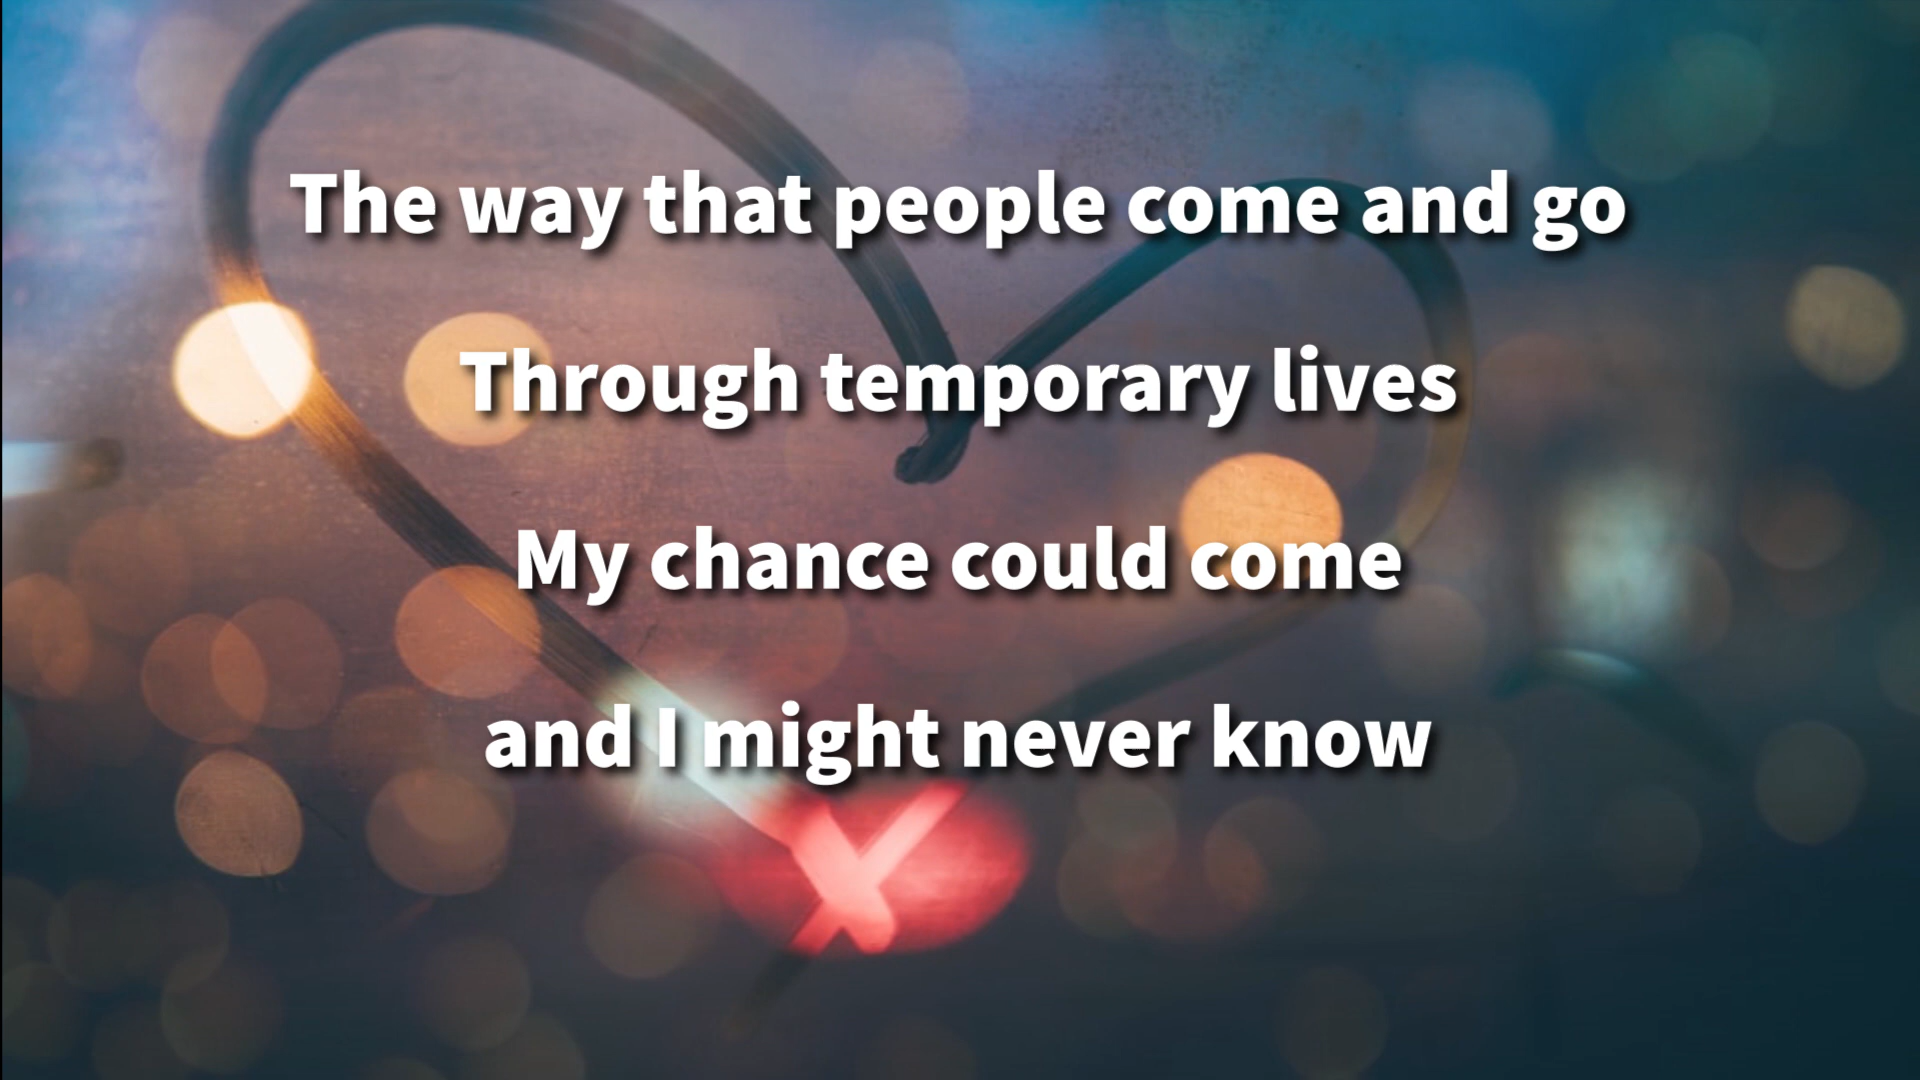 The way that people come and go
Through temporary lives
My chance could come
and I might never know